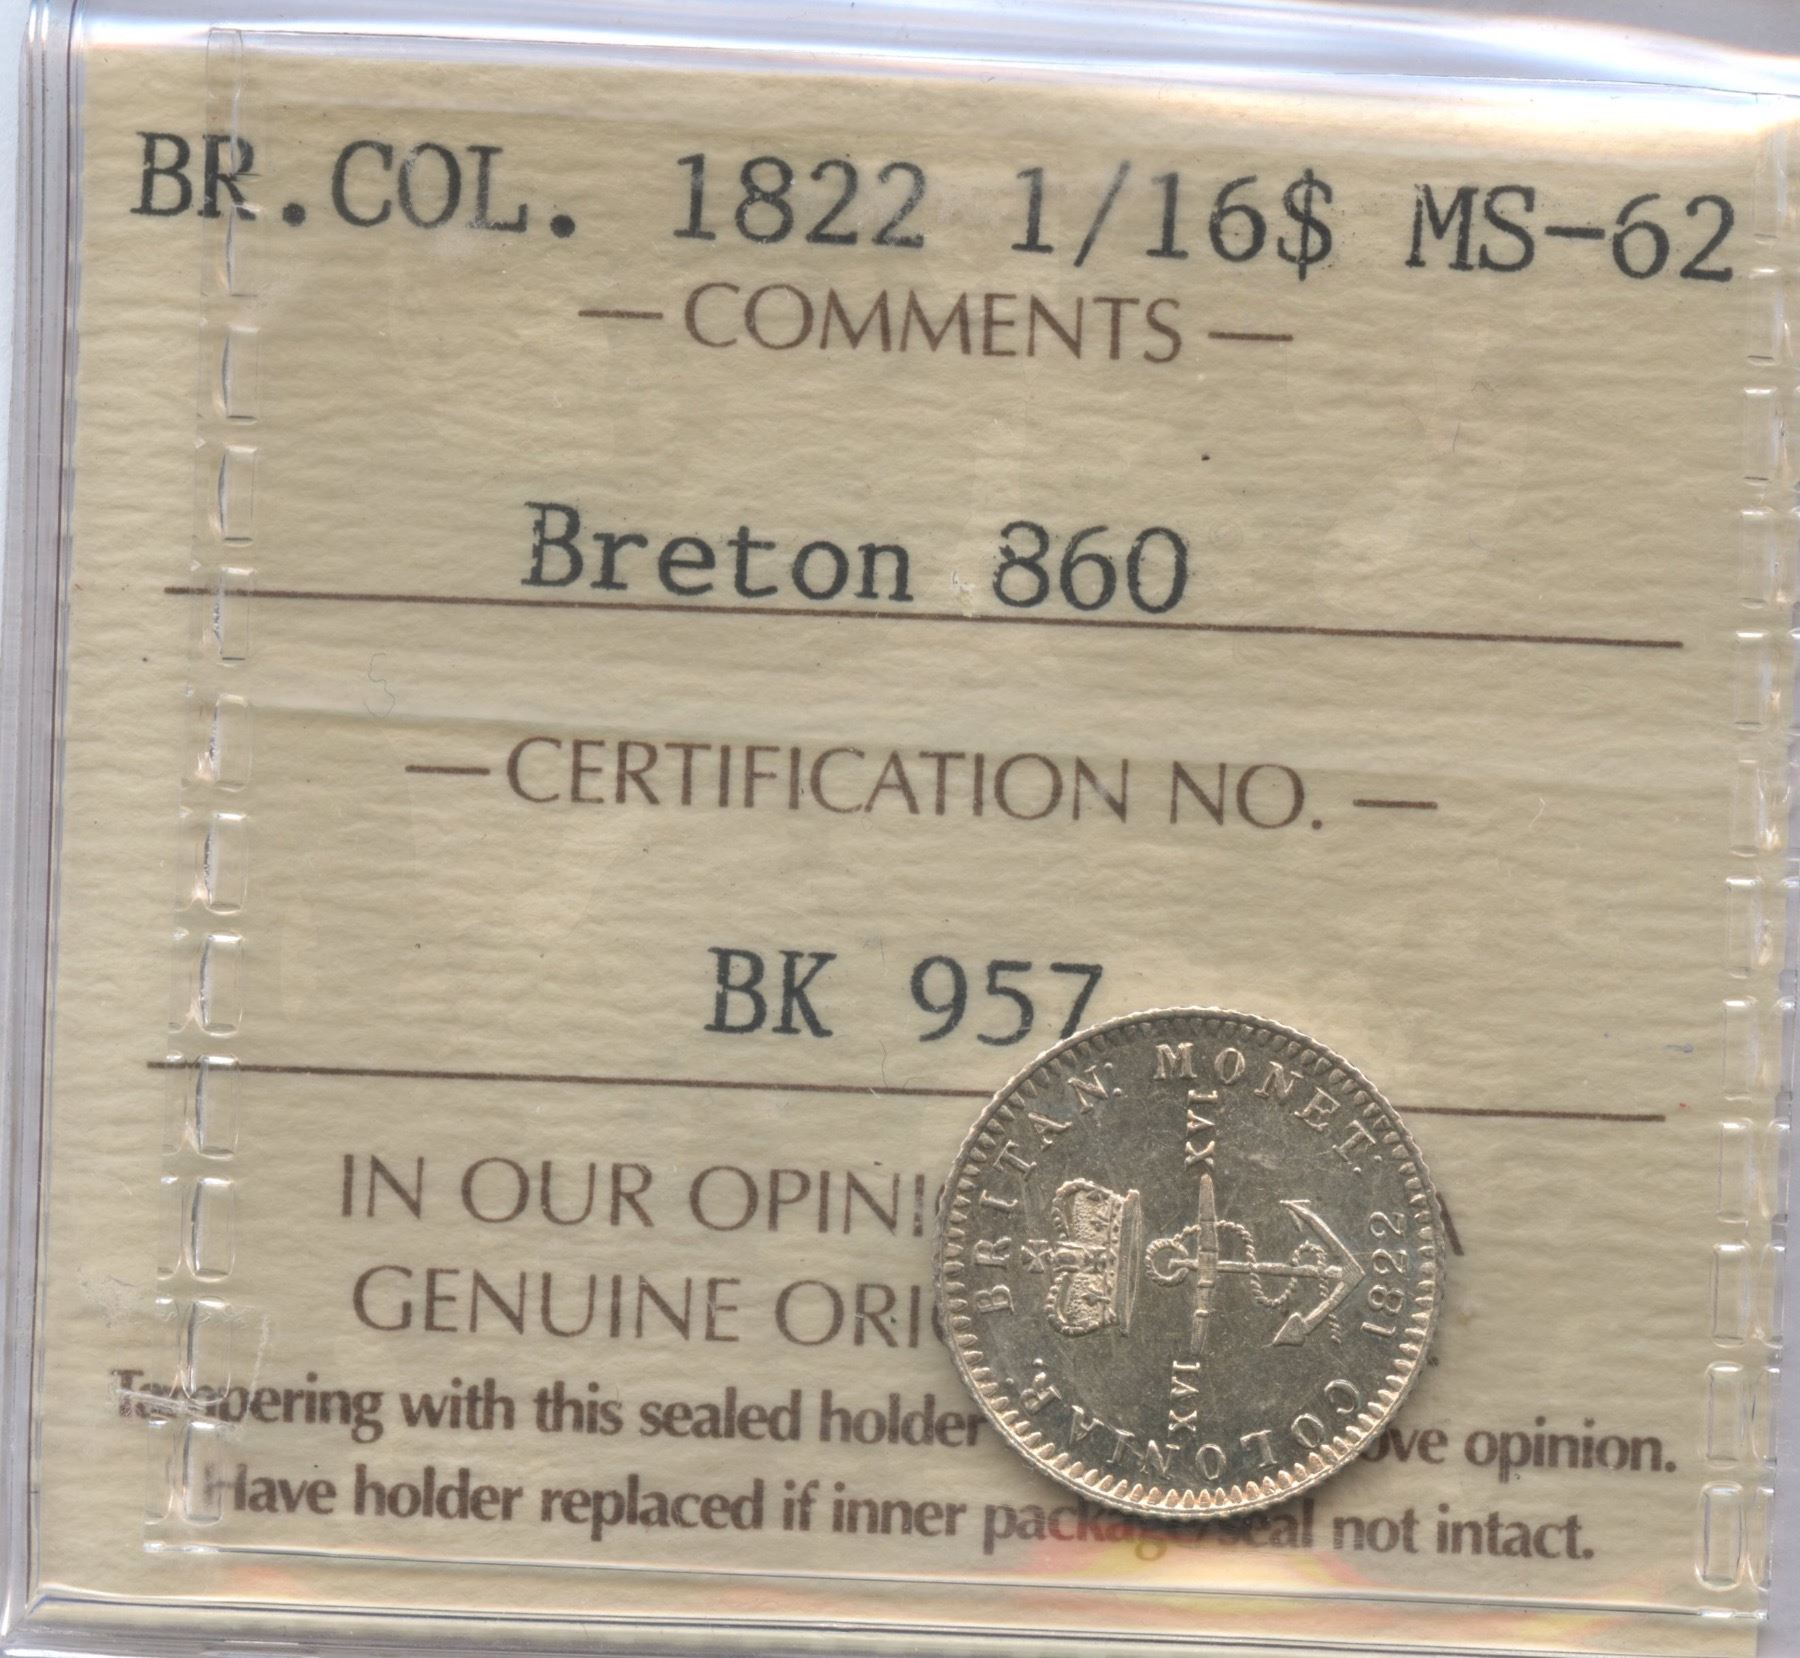 BR.COL. 1822 1/16$ MS-62
—COMMENTS—
Breton 860
—CERTIFICATION NO.—
BK 957
IN OUR OPINI
GENUINE ORI
Tampering with this sealed holder ove opinion.
Have holder replaced if inner package/seal not intact.
COLONIAR. BRITAN. MONET. 1822
XVI XVI